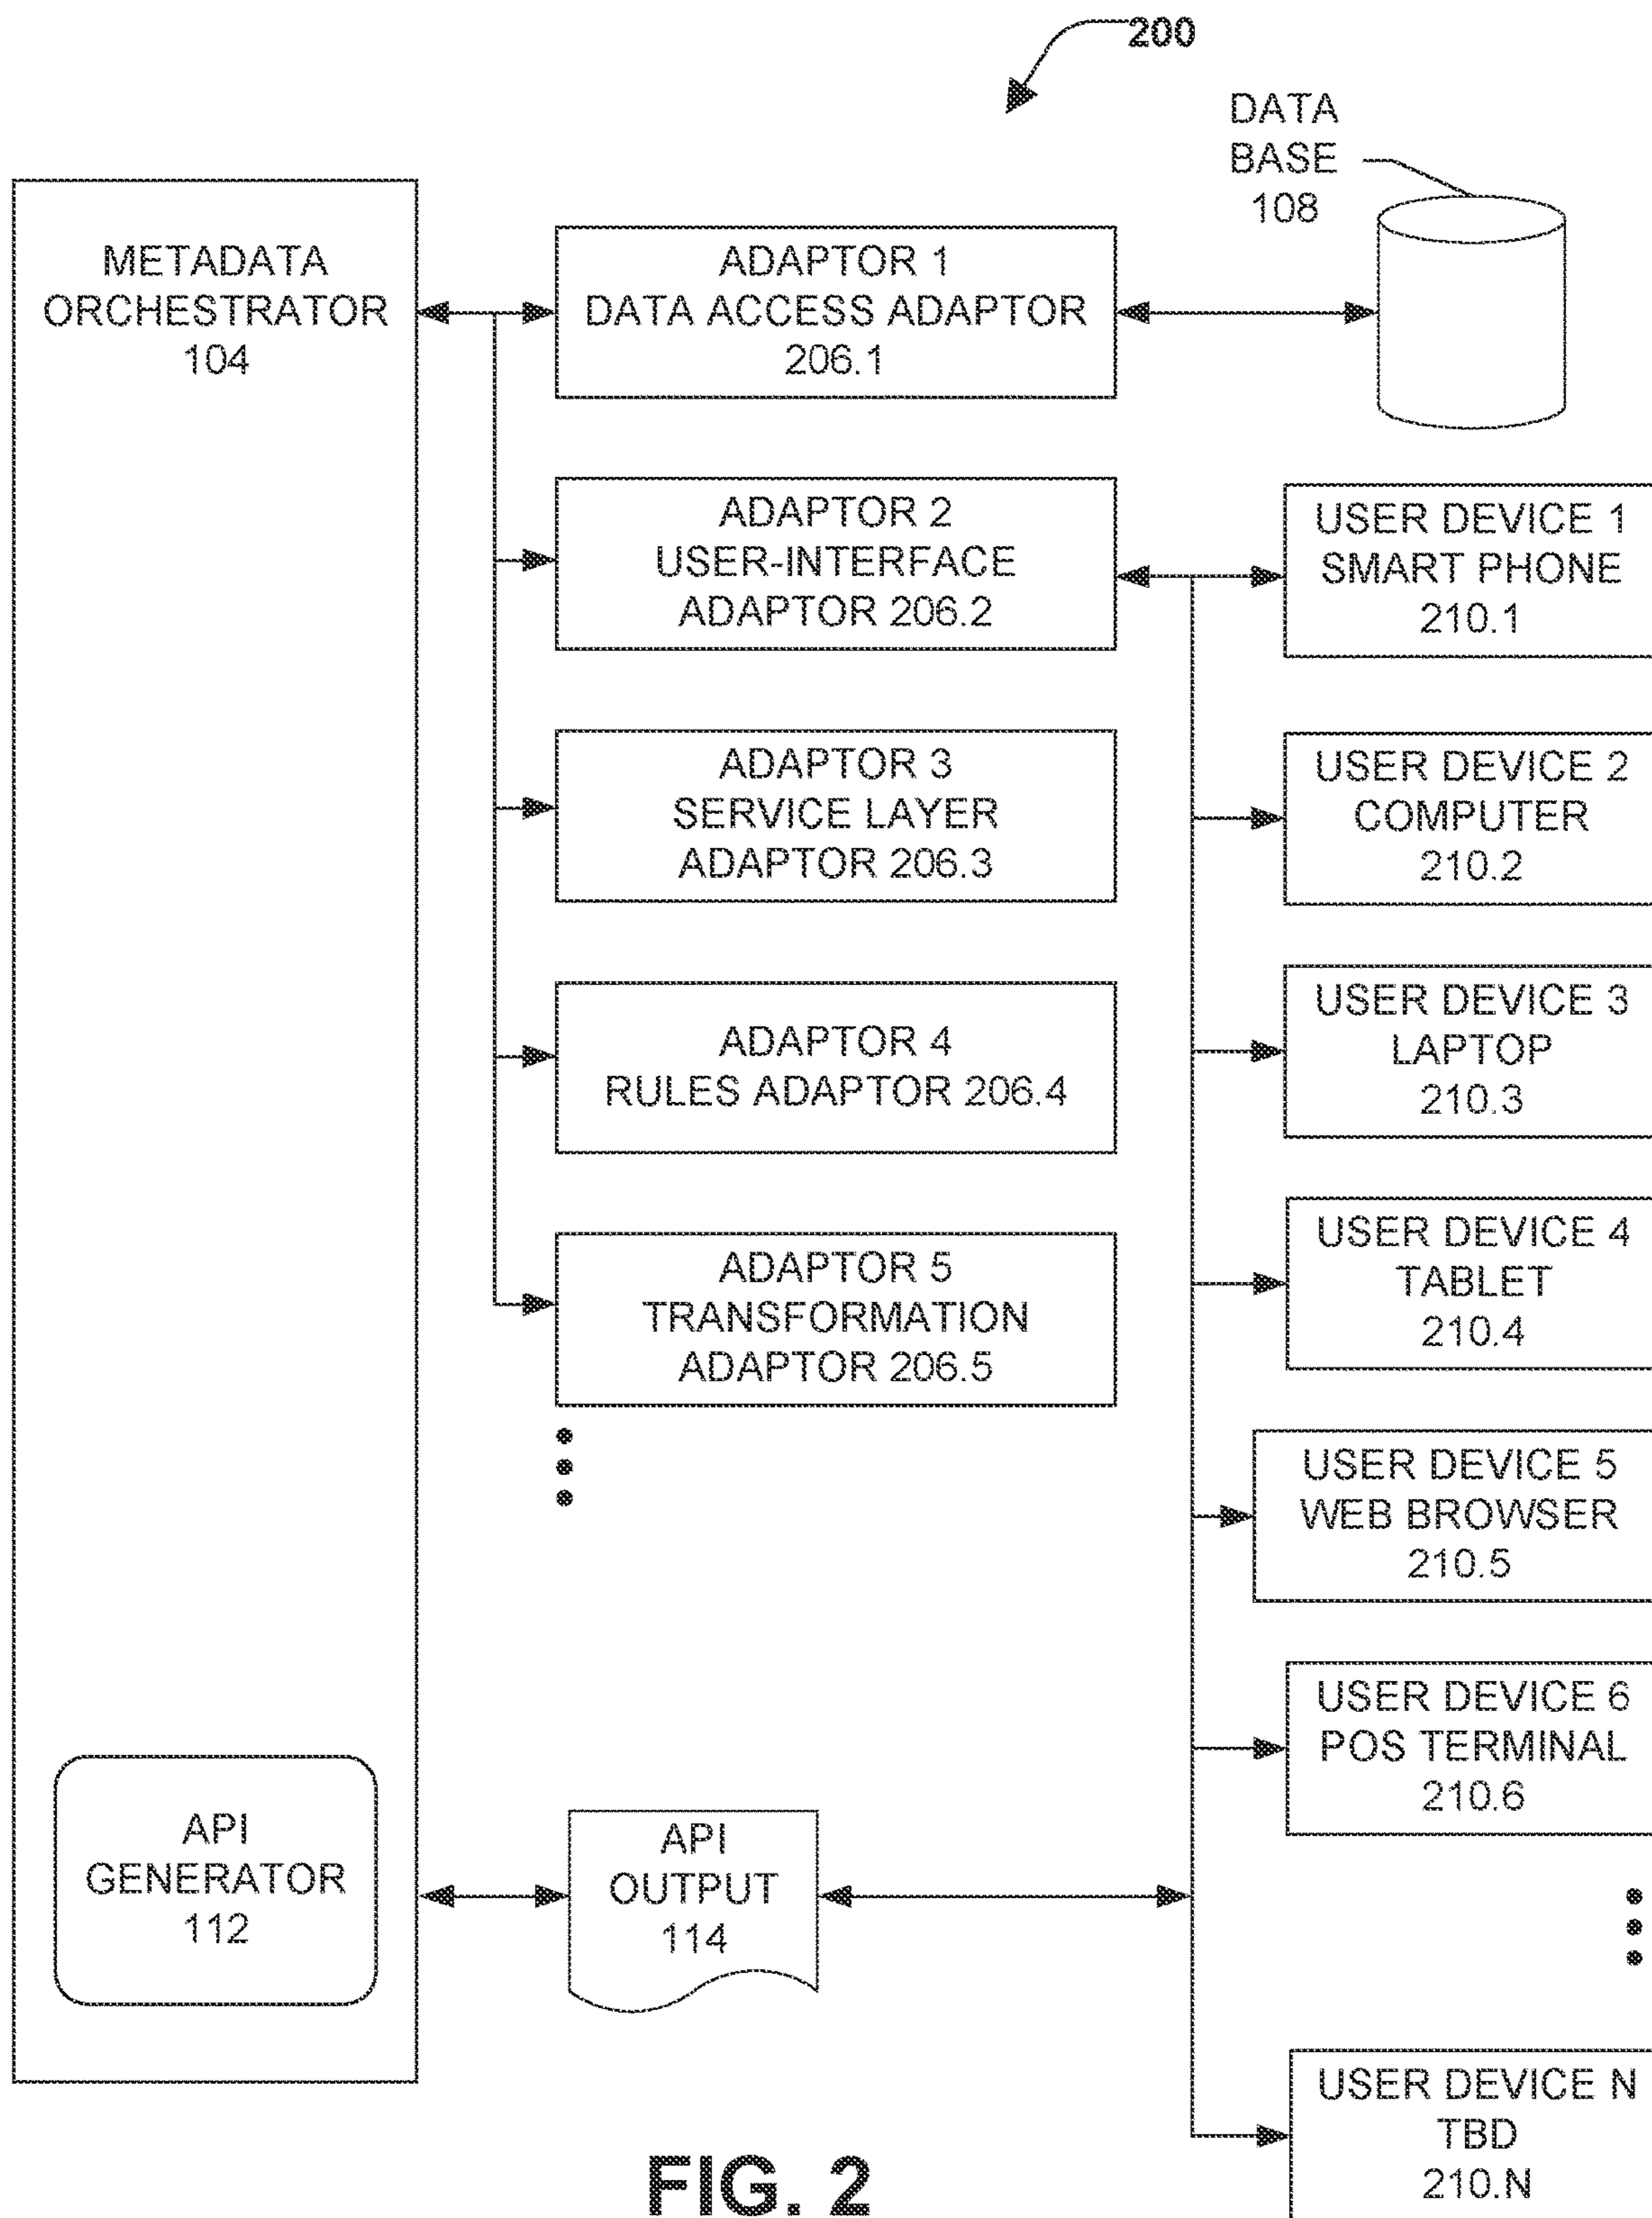 200
DATA
BASE
108
METADATA
ORCHESTRATOR
104
ADAPTOR 1
DATA ACCESS ADAPTOR
206.1
ADAPTOR 2
USER-INTERFACE
ADAPTOR 206.2
ADAPTOR 3
SERVICE LAYER
ADAPTOR 206.3
ADAPTOR 4
RULES ADAPTOR 206.4
ADAPTOR 5
TRANSFORMATION
ADAPTOR 206.5
USER DEVICE 1
SMART PHONE
210.1
USER DEVICE 2
COMPUTER
210.2
USER DEVICE 3
LAPTOP
210.3
USER DEVICE 4
TABLET
210.4
USER DEVICE 5
WEB BROWSER
210.5
USER DEVICE 6
POS TERMINAL
210.6
API
GENERATOR
112
API
OUTPUT
114
USER DEVICE N
TBD
210.N
FIG. 2